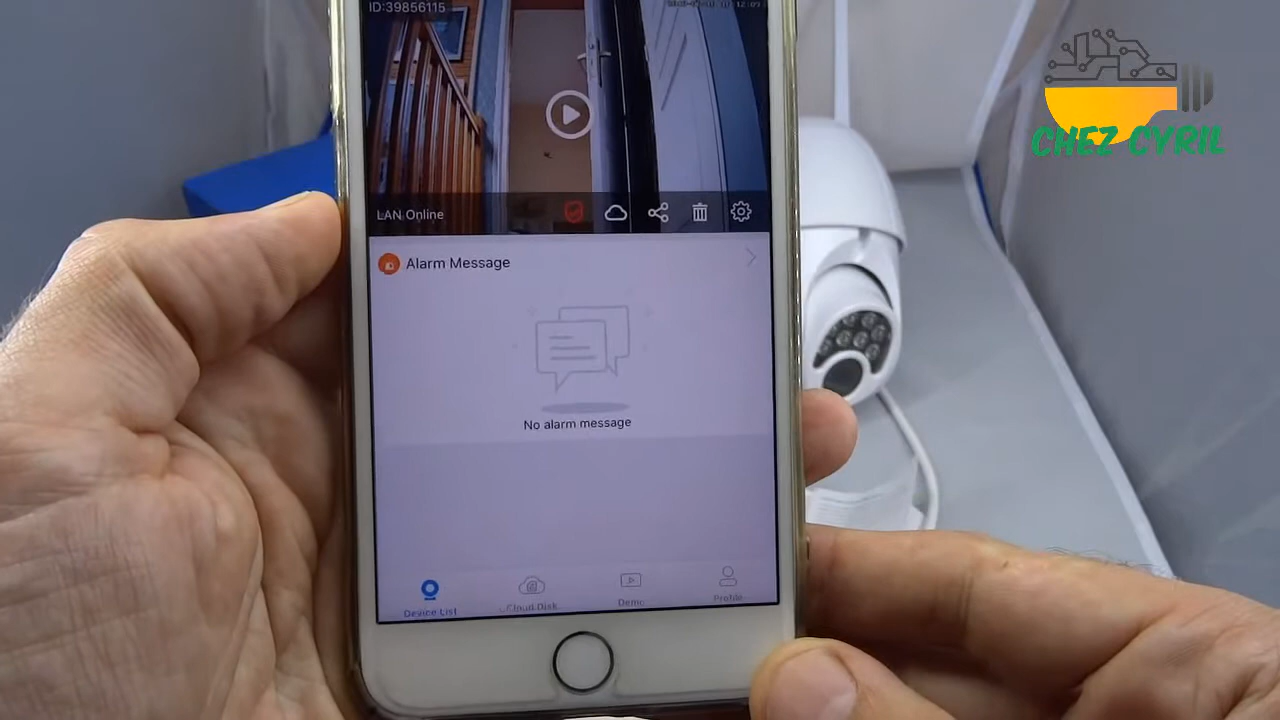 ID:39856115
CHEZ CYRIL
LAN Online
Alarm Message
No alarm message
Device List
Cloud Disk
Demo
Profile